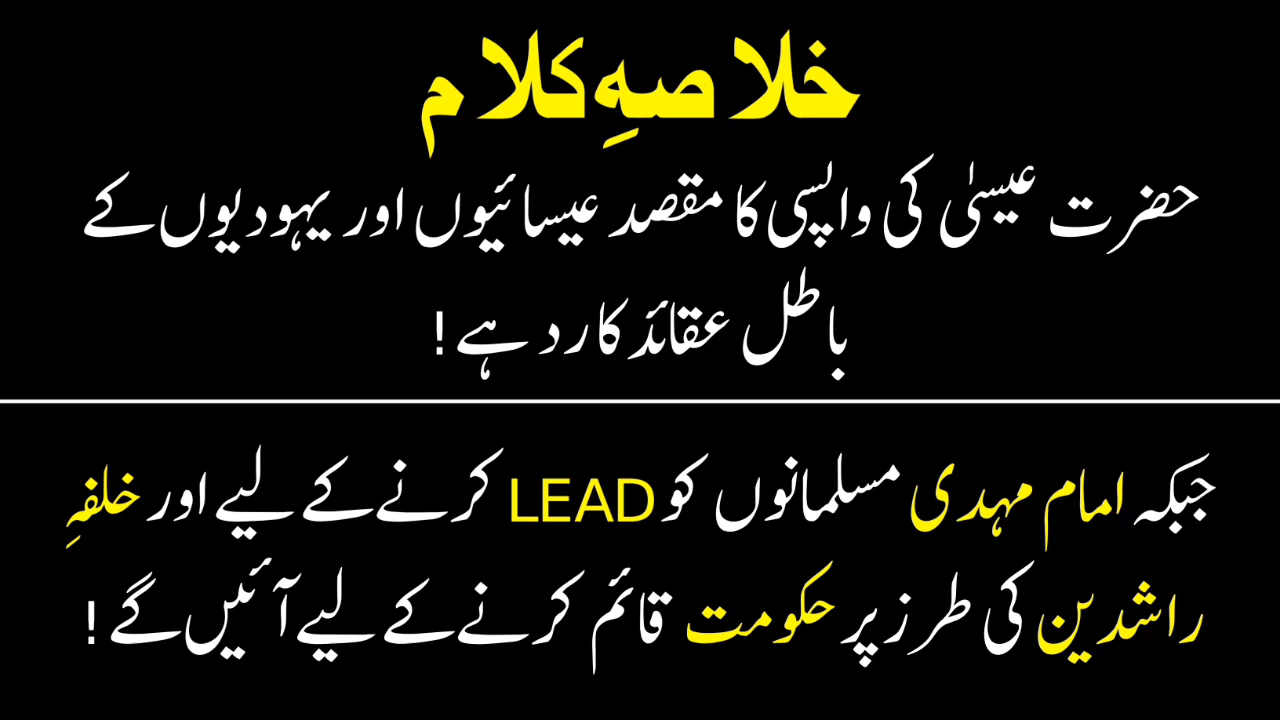 خلاصہِ کلام
حضرت عیسیٰ کی واپسی کا مقصد عیسائیوں اور یہودیوں کے
باطل عقائد کا رد ہے !
جبکہ امام مہدی مسلمانوں کو LEAD کرنے کے لیے اور خلفہِ
راشدین کی طرز پر حکومت قائم کرنے کے لیے آئیں گے !